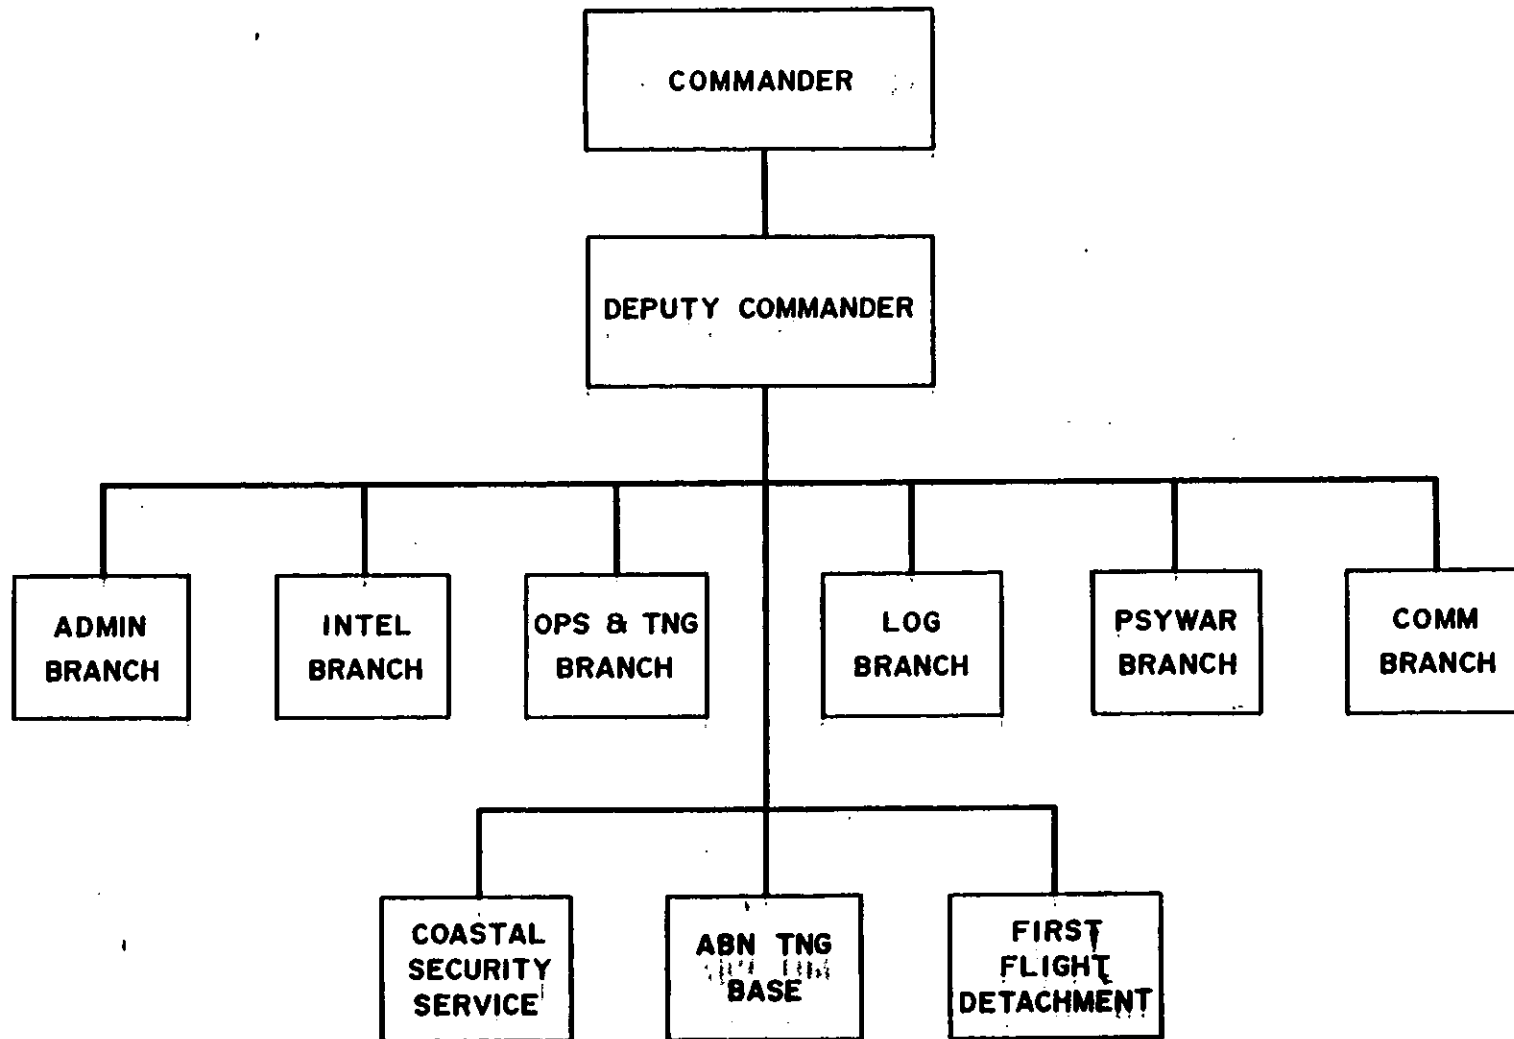 COMMANDER
DEPUTY COMMANDER
ADMIN
BRANCH
INTEL
BRANCH
OPS & TNG
BRANCH
LOG
BRANCH
PSYWAR
BRANCH
COMM
BRANCH
COASTAL
SECURITY
SERVICE
ABN TNG
BASE
FIRST
FLIGHT
DETACHMENT